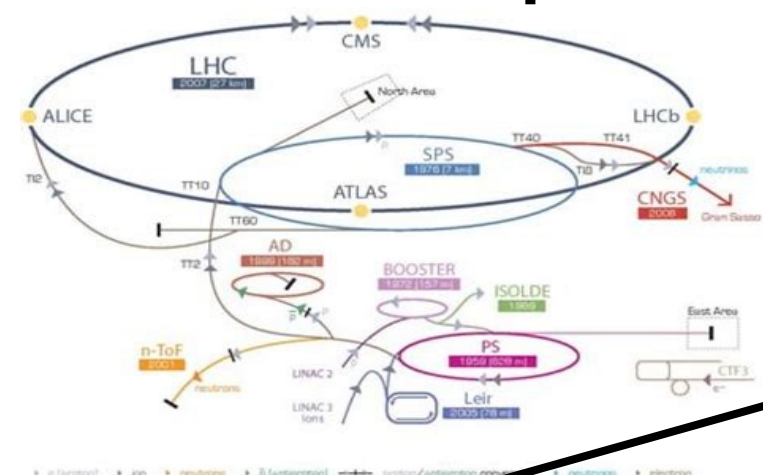 CMS
LHC
2007 (27 km)
North Area
ALICE
LHCb
TT40
TT41
SPS
1976 (7 km)
TI2
TI8
neutrinos
TT10
ATLAS
CNGS
2006
Gran Sasso
TT60
AD
1999 (182 m)
TT2
BOOSTER
1972 (157 m)
ISOLDE
1989
East Area
p
p
n-ToF
2001
PS
1959 (628 m)
LINAC 2
neutrons
CTF3
e-
LINAC 3
Ions
Leir
2005 (78 m)
neutrons
electron